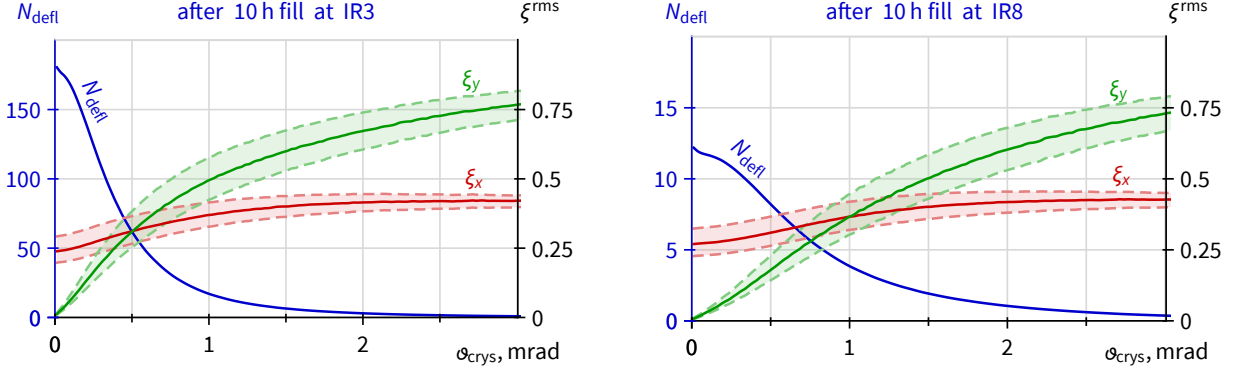 N_defl after 10 h fill at IR3 ξ^rms
150
100
50
0
0.75
0.5
0.25
0
N_defl
ξ_y
ξ_x
0 1 2 ϑ_crys, mrad
N_defl after 10 h fill at IR8 ξ^rms
15
10
5
0
0.75
0.5
0.25
0
N_defl
ξ_y
ξ_x
0 1 2 ϑ_crys, mrad